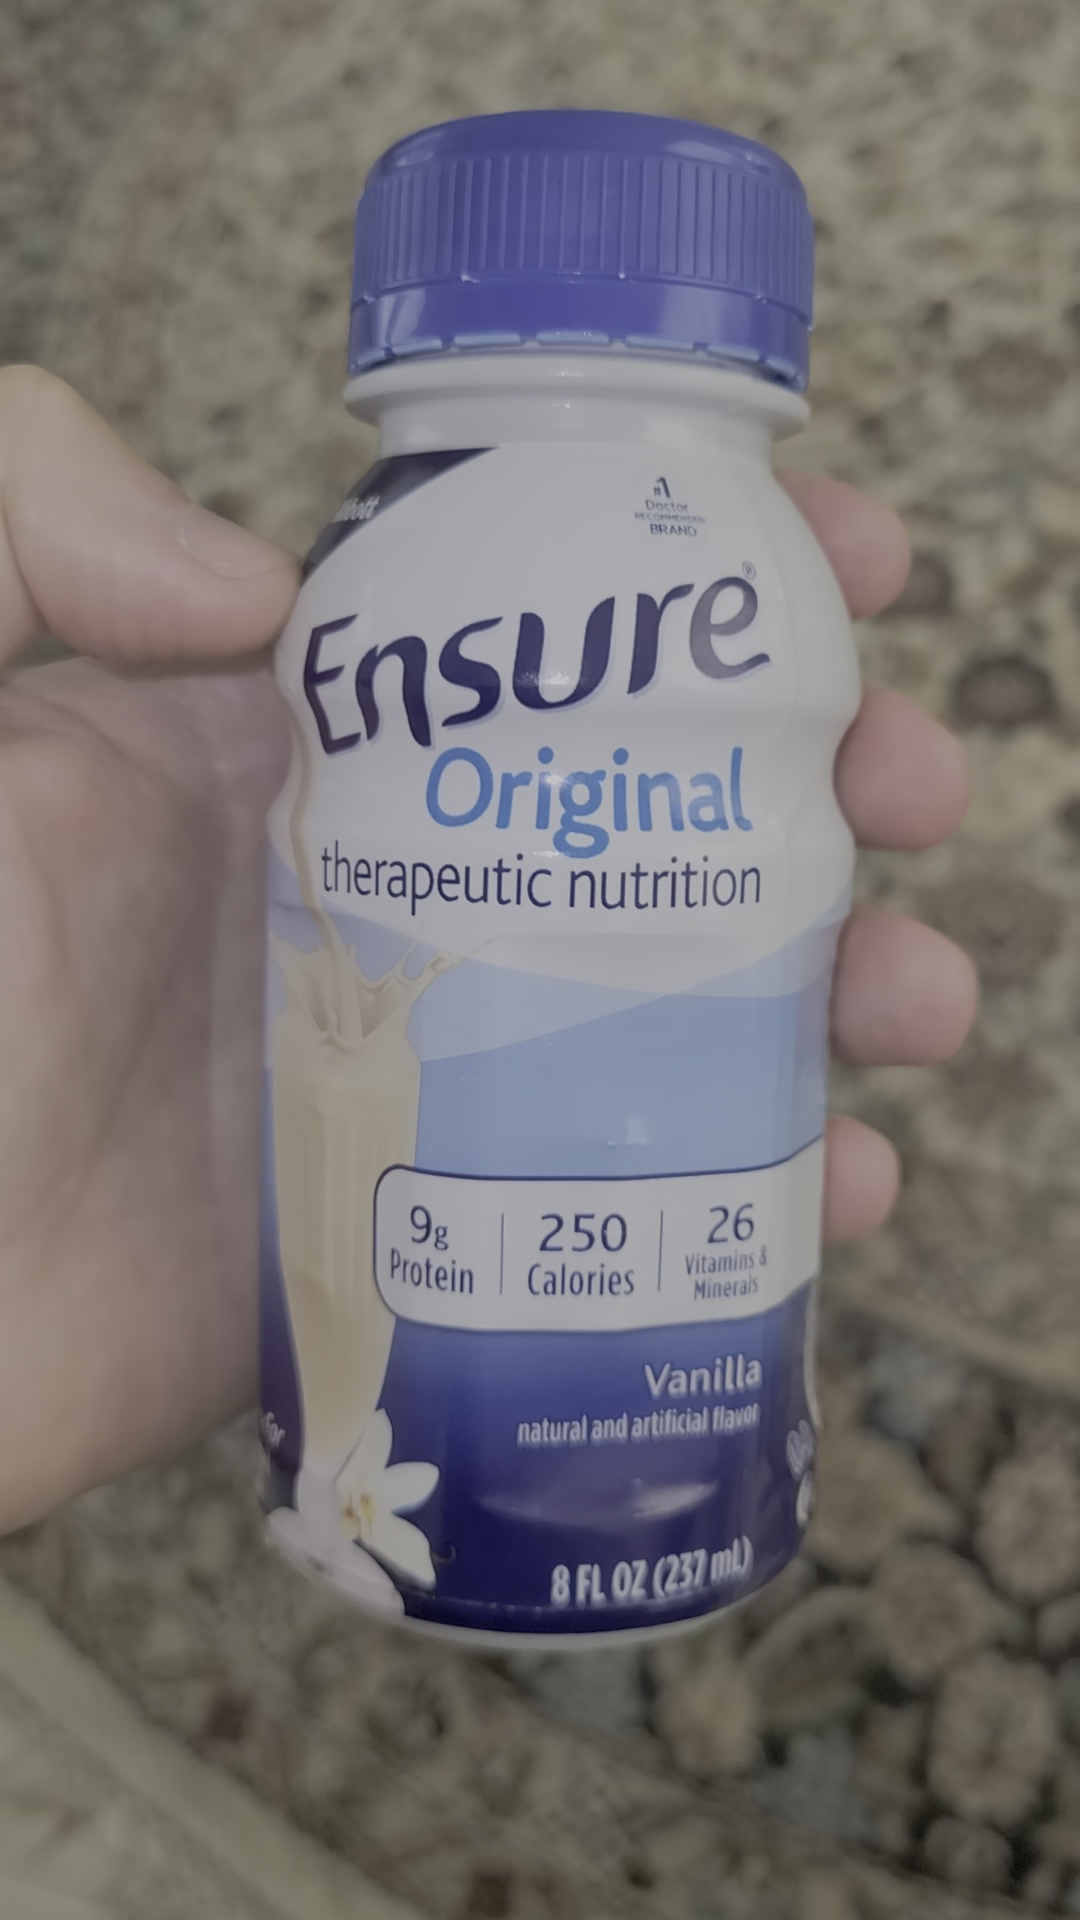 #1
Doctor
RECOMMENDED
BRAND
Ensure®
Original
therapeutic nutrition
9g
Protein
250
Calories
26
Vitamins &
Minerals
Vanilla
natural and artificial flavor
8 FL OZ (237 mL)